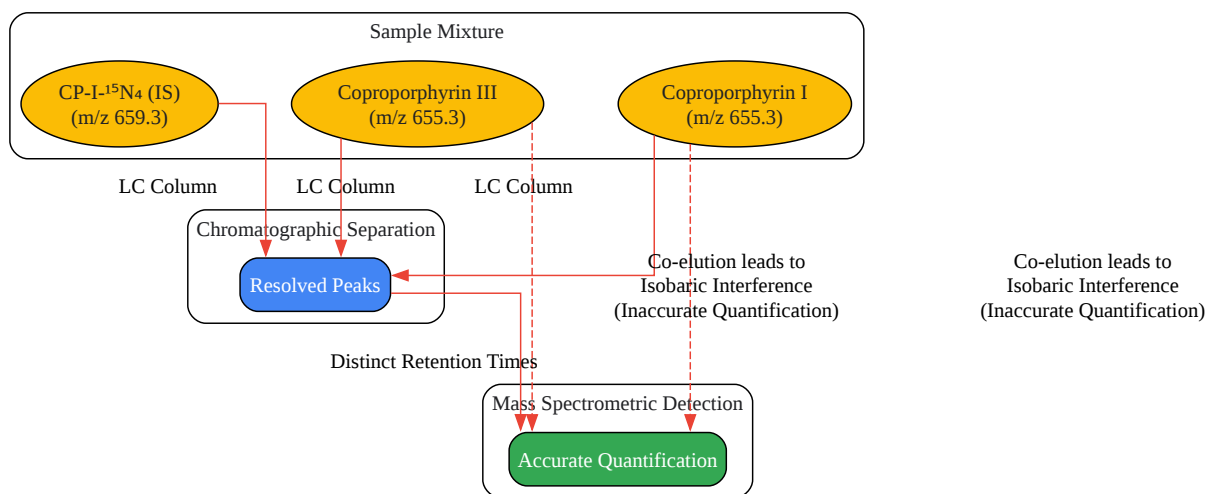 Sample Mixture
CP-I-¹⁵N₄ (IS)
(m/z 659.3)
Coproporphyrin III
(m/z 655.3)
Coproporphyrin I
(m/z 655.3)
LC Column
LC Column
LC Column
Chromatographic Separation
Resolved Peaks
Co-elution leads to
Isobaric Interference
(Inaccurate Quantification)
Co-elution leads to
Isobaric Interference
(Inaccurate Quantification)
Distinct Retention Times
Mass Spectrometric Detection
Accurate Quantification